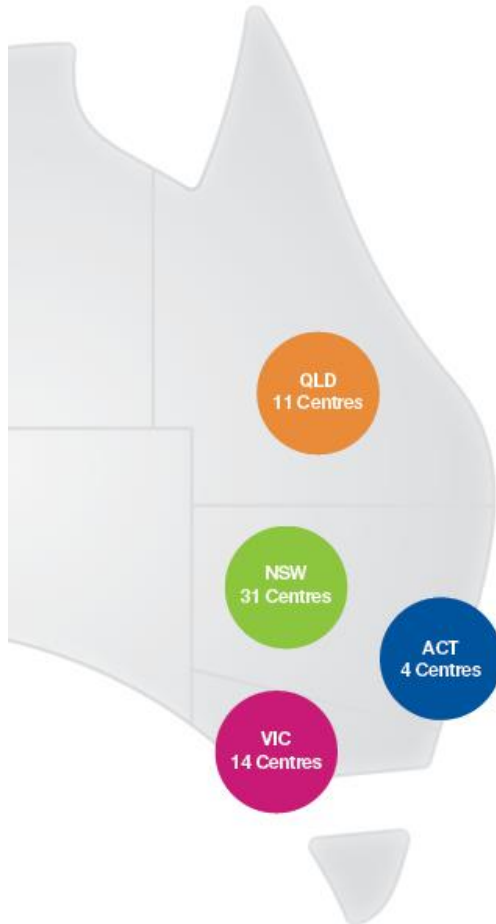 QLD
11 Centres
NSW
31 Centres
ACT
4 Centres
VIC
14 Centres